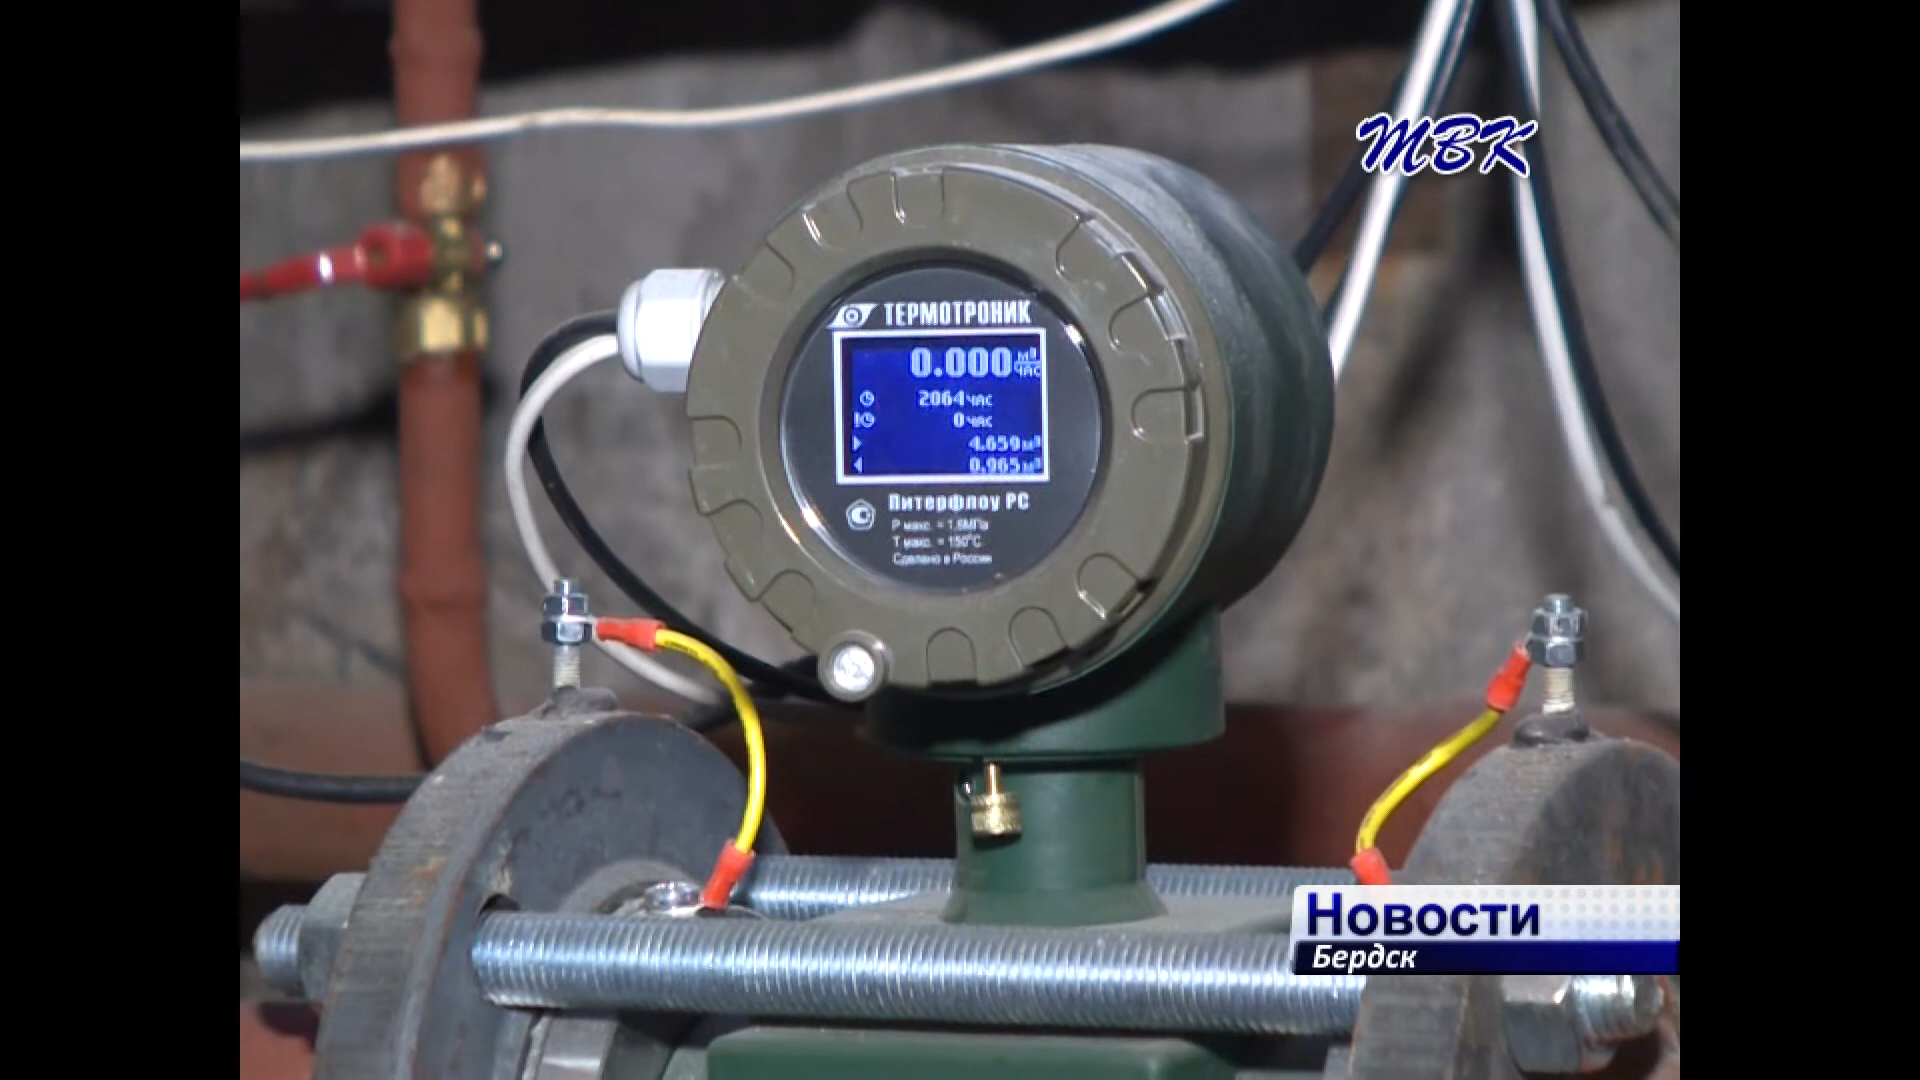 ТВК
ТЕРМОТРОНИК
0.000 м³/ЧАС
2064 ЧАС
0 ЧАС
4.659 м³
0.965 м³
Питерфлоу РС
Р макс. = 1,6МПа
Т макс. = 150°С
Сделано в России
Новости
Бердск